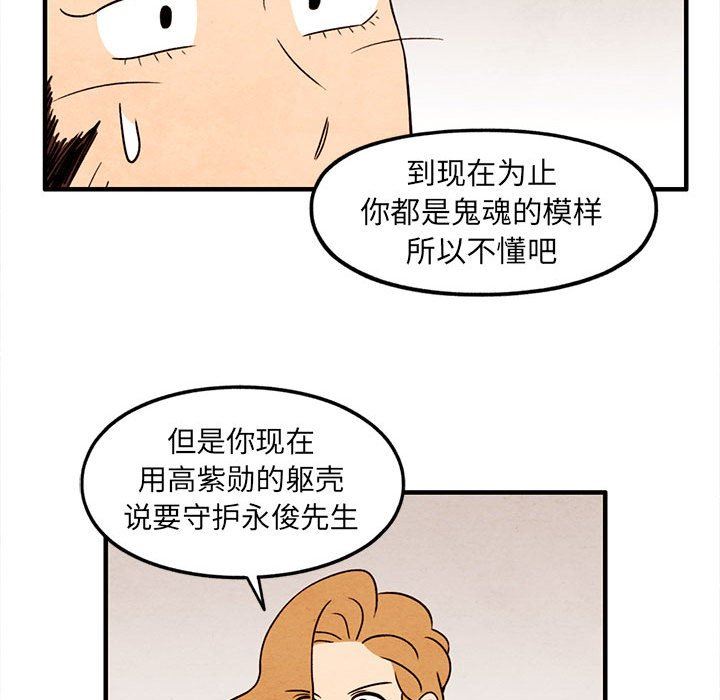 到现在为止
你都是鬼魂的模样
所以不懂吧
但是你现在
用高紫勋的躯壳
说要守护永俊先生